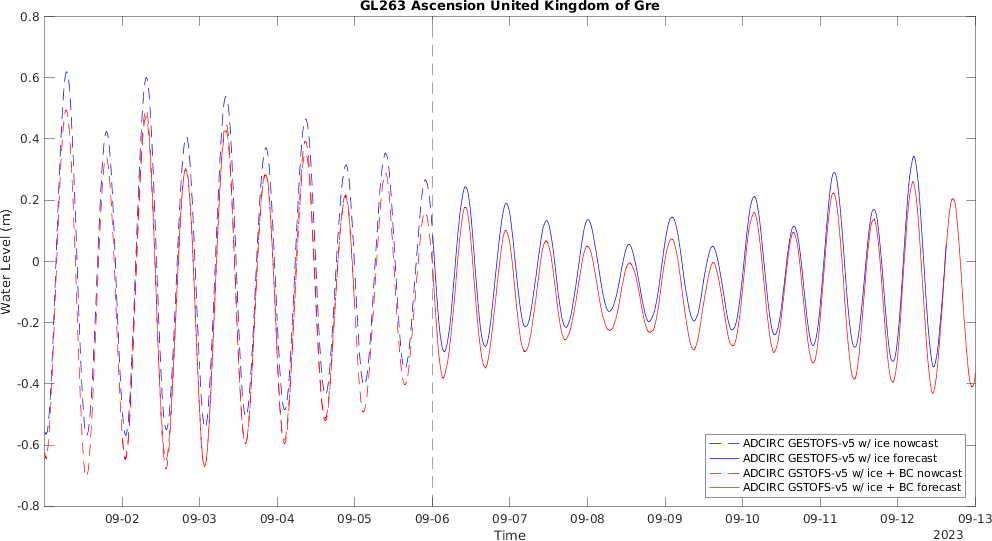 GL263 Ascension United Kingdom of Gre
Water Level (m)
0.8
0.6
0.4
0.2
0
-0.2
-0.4
-0.6
-0.8
ADCIRC GESTOFS-v5 w/ ice nowcast
ADCIRC GESTOFS-v5 w/ ice forecast
ADCIRC GSTOFS-v5 w/ ice + BC nowcast
ADCIRC GSTOFS-v5 w/ ice + BC forecast
09-02 09-03 09-04 09-05 09-06 09-07 09-08 09-09 09-10 09-11 09-12 09-13
Time
2023